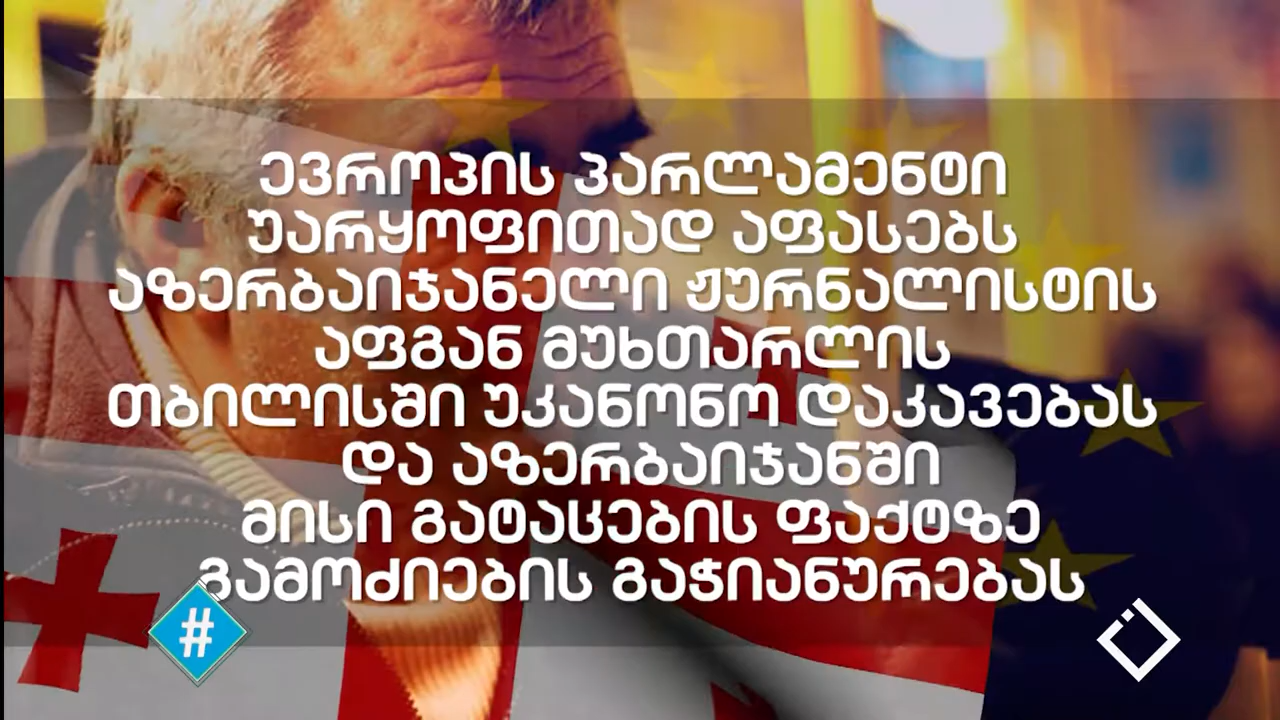 ევროპის პარლამენტი
უარყოფითად აფასებს
აზერბაიჯანელი ჟურნალისტის
აფგან მუხთარლის
თბილისში უკანონო დაკავებას
და აზერბაიჯანში
მისი გატაცების ფაქტზე
გამოძიების გაჭიანურებას
#